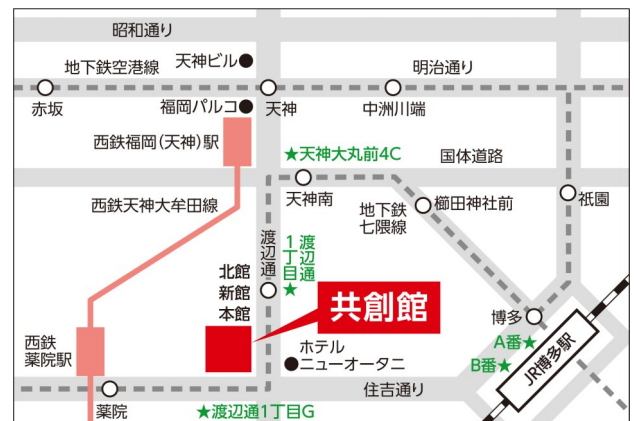 昭和通り
地下鉄空港線
天神ビル
明治通り
赤坂
福岡パルコ
天神
中洲川端
西鉄福岡(天神)駅
★天神大丸前4C
国体道路
西鉄天神大牟田線
天神南
地下鉄
七隈線
櫛田神社前
祇園
渡辺通
渡辺通
1丁目
★
北館
新館
本館
共創館
博多
A番★
B番★
JR博多駅
西鉄
薬院駅
ホテル
ニューオータニ
住吉通り
薬院
★渡辺通1丁目G